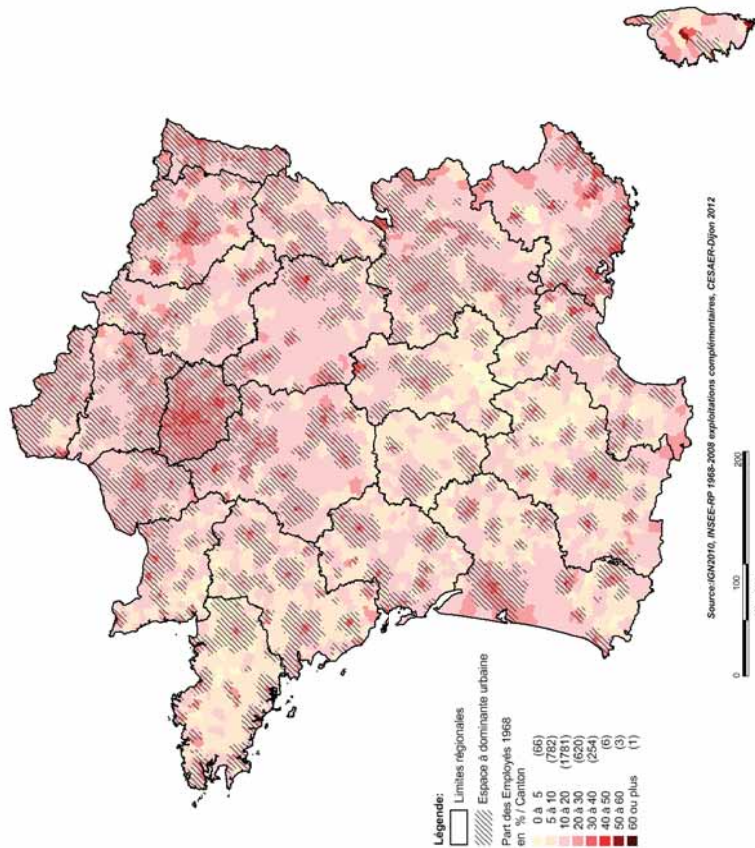 Légende:
Limites régionales
Espace à dominante urbaine
Part des Employés 1968
en % / Canton
0 à 5 (66)
5 à 10 (782)
10 à 20 (1781)
20 à 30 (620)
30 à 40 (254)
40 à 50 (6)
50 à 60 (3)
60 ou plus (1)
0 100 200
Source:IGN2010, INSEE-RP 1968-2008 exploitations complémentaires, CESAER-Dijon 2012